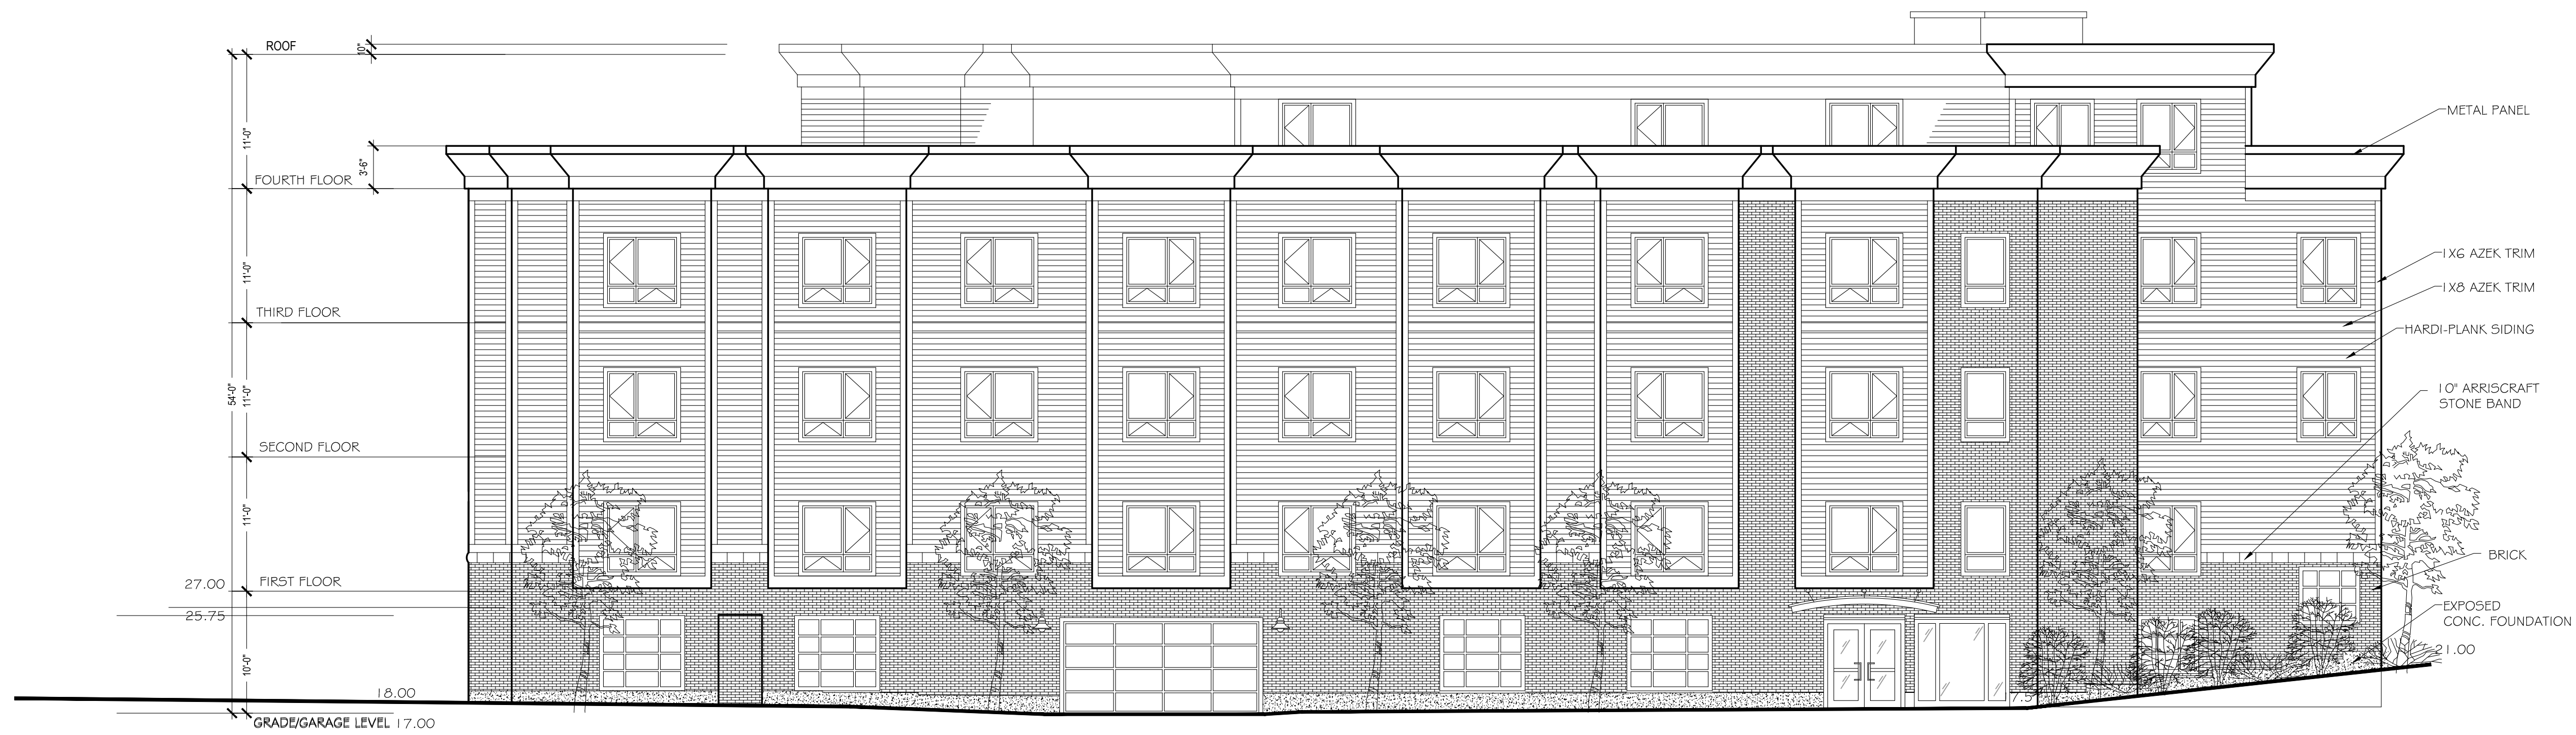 ROOF
10"
11'-0"
FOURTH FLOOR
3'-6"
METAL PANEL
11'-0"
1X6 AZEK TRIM
1X8 AZEK TRIM
THIRD FLOOR
HARDI-PLANK SIDING
54'-0"
11'-0"
10" ARRISCRAFT
STONE BAND
SECOND FLOOR
11'-0"
BRICK
27.00
FIRST FLOOR
25.75
EXPOSED
CONC. FOUNDATION
10'-0"
21.00
18.00
GRADE/GARAGE LEVEL 17.00